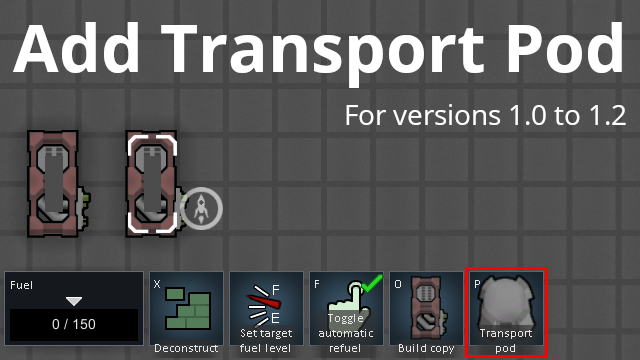 Add Transport Pod
For versions 1.0 to 1.2
Fuel
0 / 150
X
Deconstruct
F
E
Set target
fuel level
F
Toggle
automatic
refuel
O
Build copy
P
Transport
pod